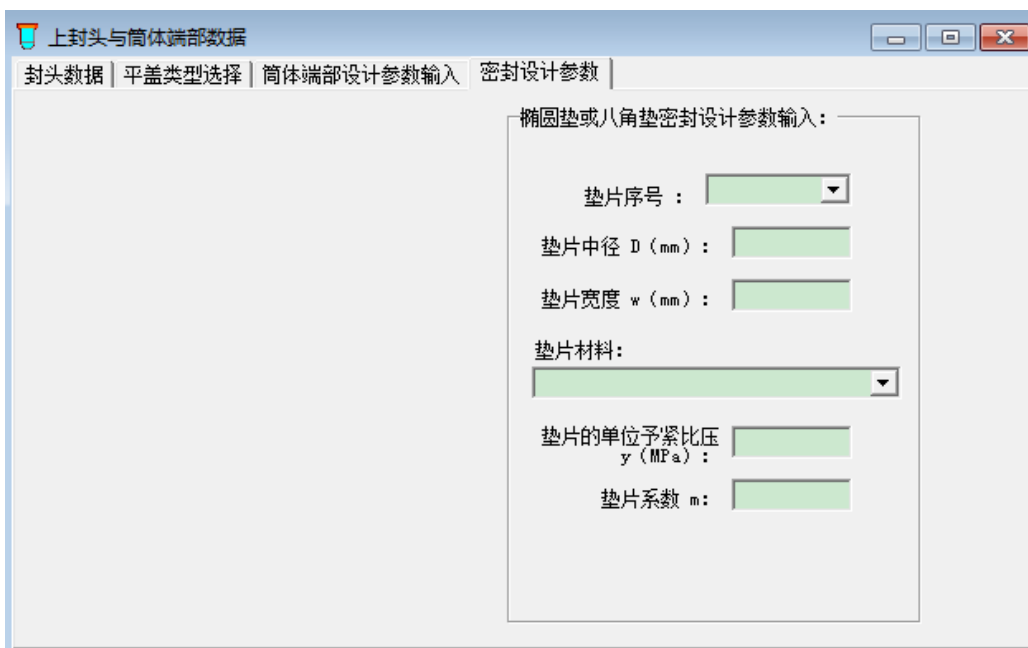 上封头与筒体端部数据
封头数据 平盖类型选择 筒体端部设计参数输入 密封设计参数
椭圆垫或八角垫密封设计参数输入：
垫片序号 ：
垫片中径 D（mm）：
垫片宽度 w（mm）：
垫片材料：
垫片的单位予紧比压
y（MPa）：
垫片系数 m：